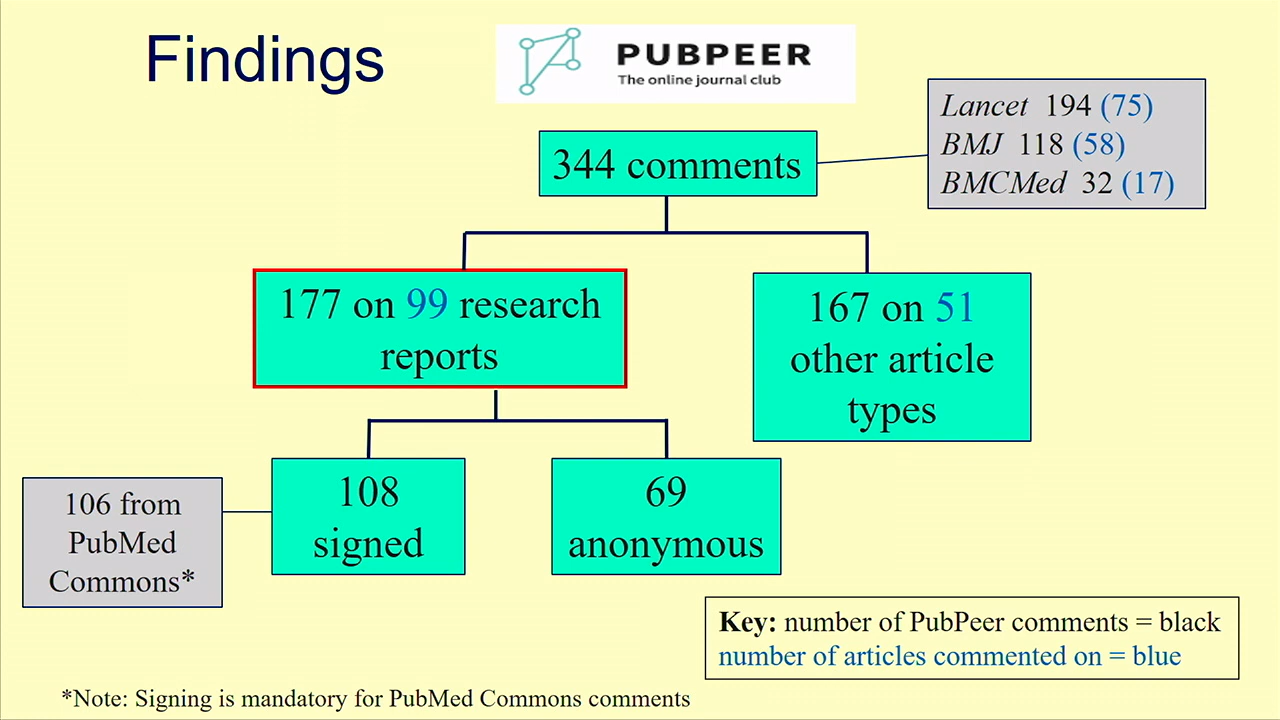 Findings
PUBPEER
The online journal club
344 comments
Lancet 194 (75)
BMJ 118 (58)
BMCMed 32 (17)
177 on 99 research
reports
167 on 51
other article
types
108
signed
69
anonymous
106 from
PubMed
Commons*
Key: number of PubPeer comments = black
number of articles commented on = blue
*Note: Signing is mandatory for PubMed Commons comments